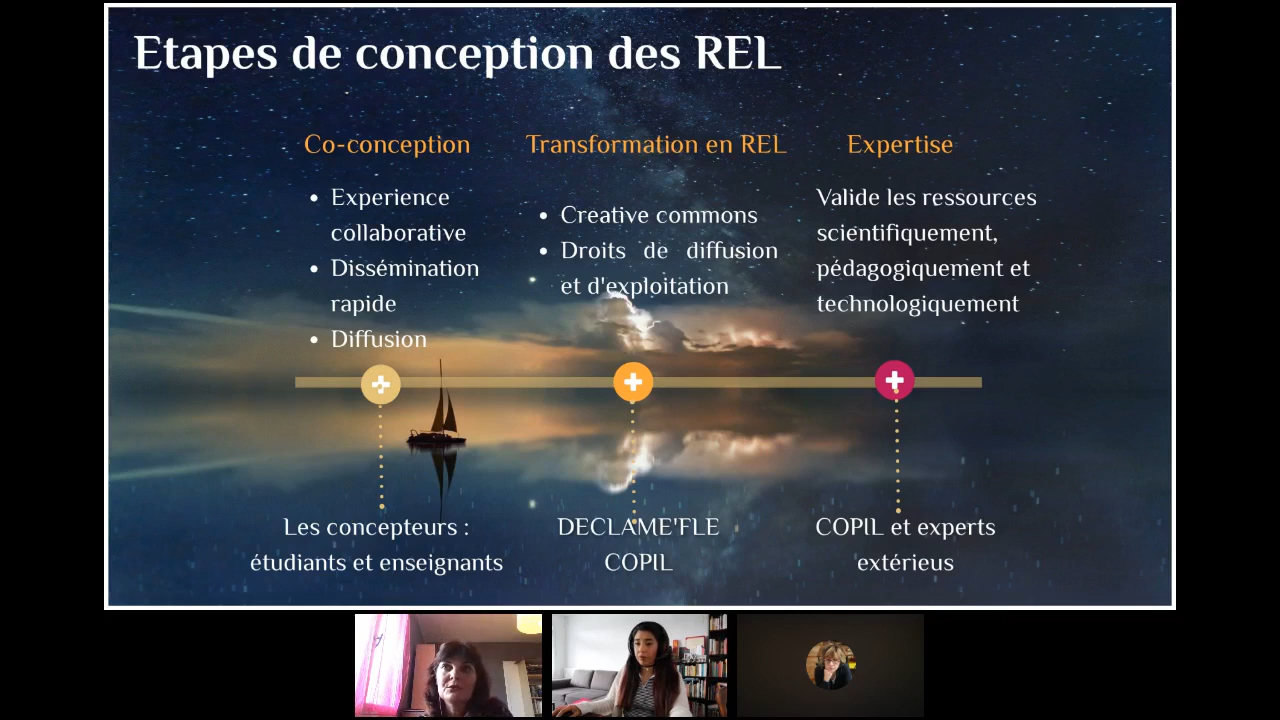 Etapes de conception des REL
Co-conception
• Experience
collaborative
• Dissémination
rapide
• Diffusion
Transformation en REL
• Creative commons
• Droits de diffusion
et d'exploitation
Expertise
Valide les ressources
scientifiquement,
pédagogiquement et
technologiquement
Les concepteurs :
étudiants et enseignants
DECLAME'FLE
COPIL
COPIL et experts
extérieus